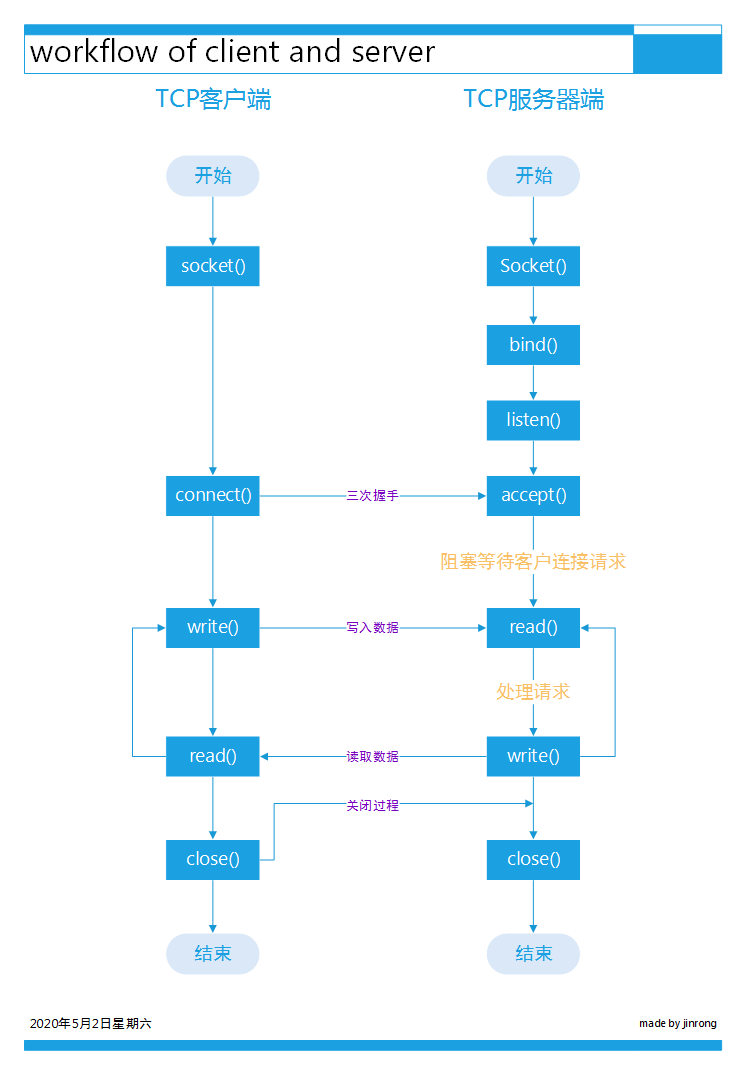 workflow of client and server
TCP客户端
TCP服务器端
开始
开始
socket()
Socket()
bind()
listen()
connect()
三次握手
accept()
阻塞等待客户连接请求
write()
写入数据
read()
处理请求
read()
读取数据
write()
关闭过程
close()
close()
结束
结束
2020年5月2日星期六
made by jinrong